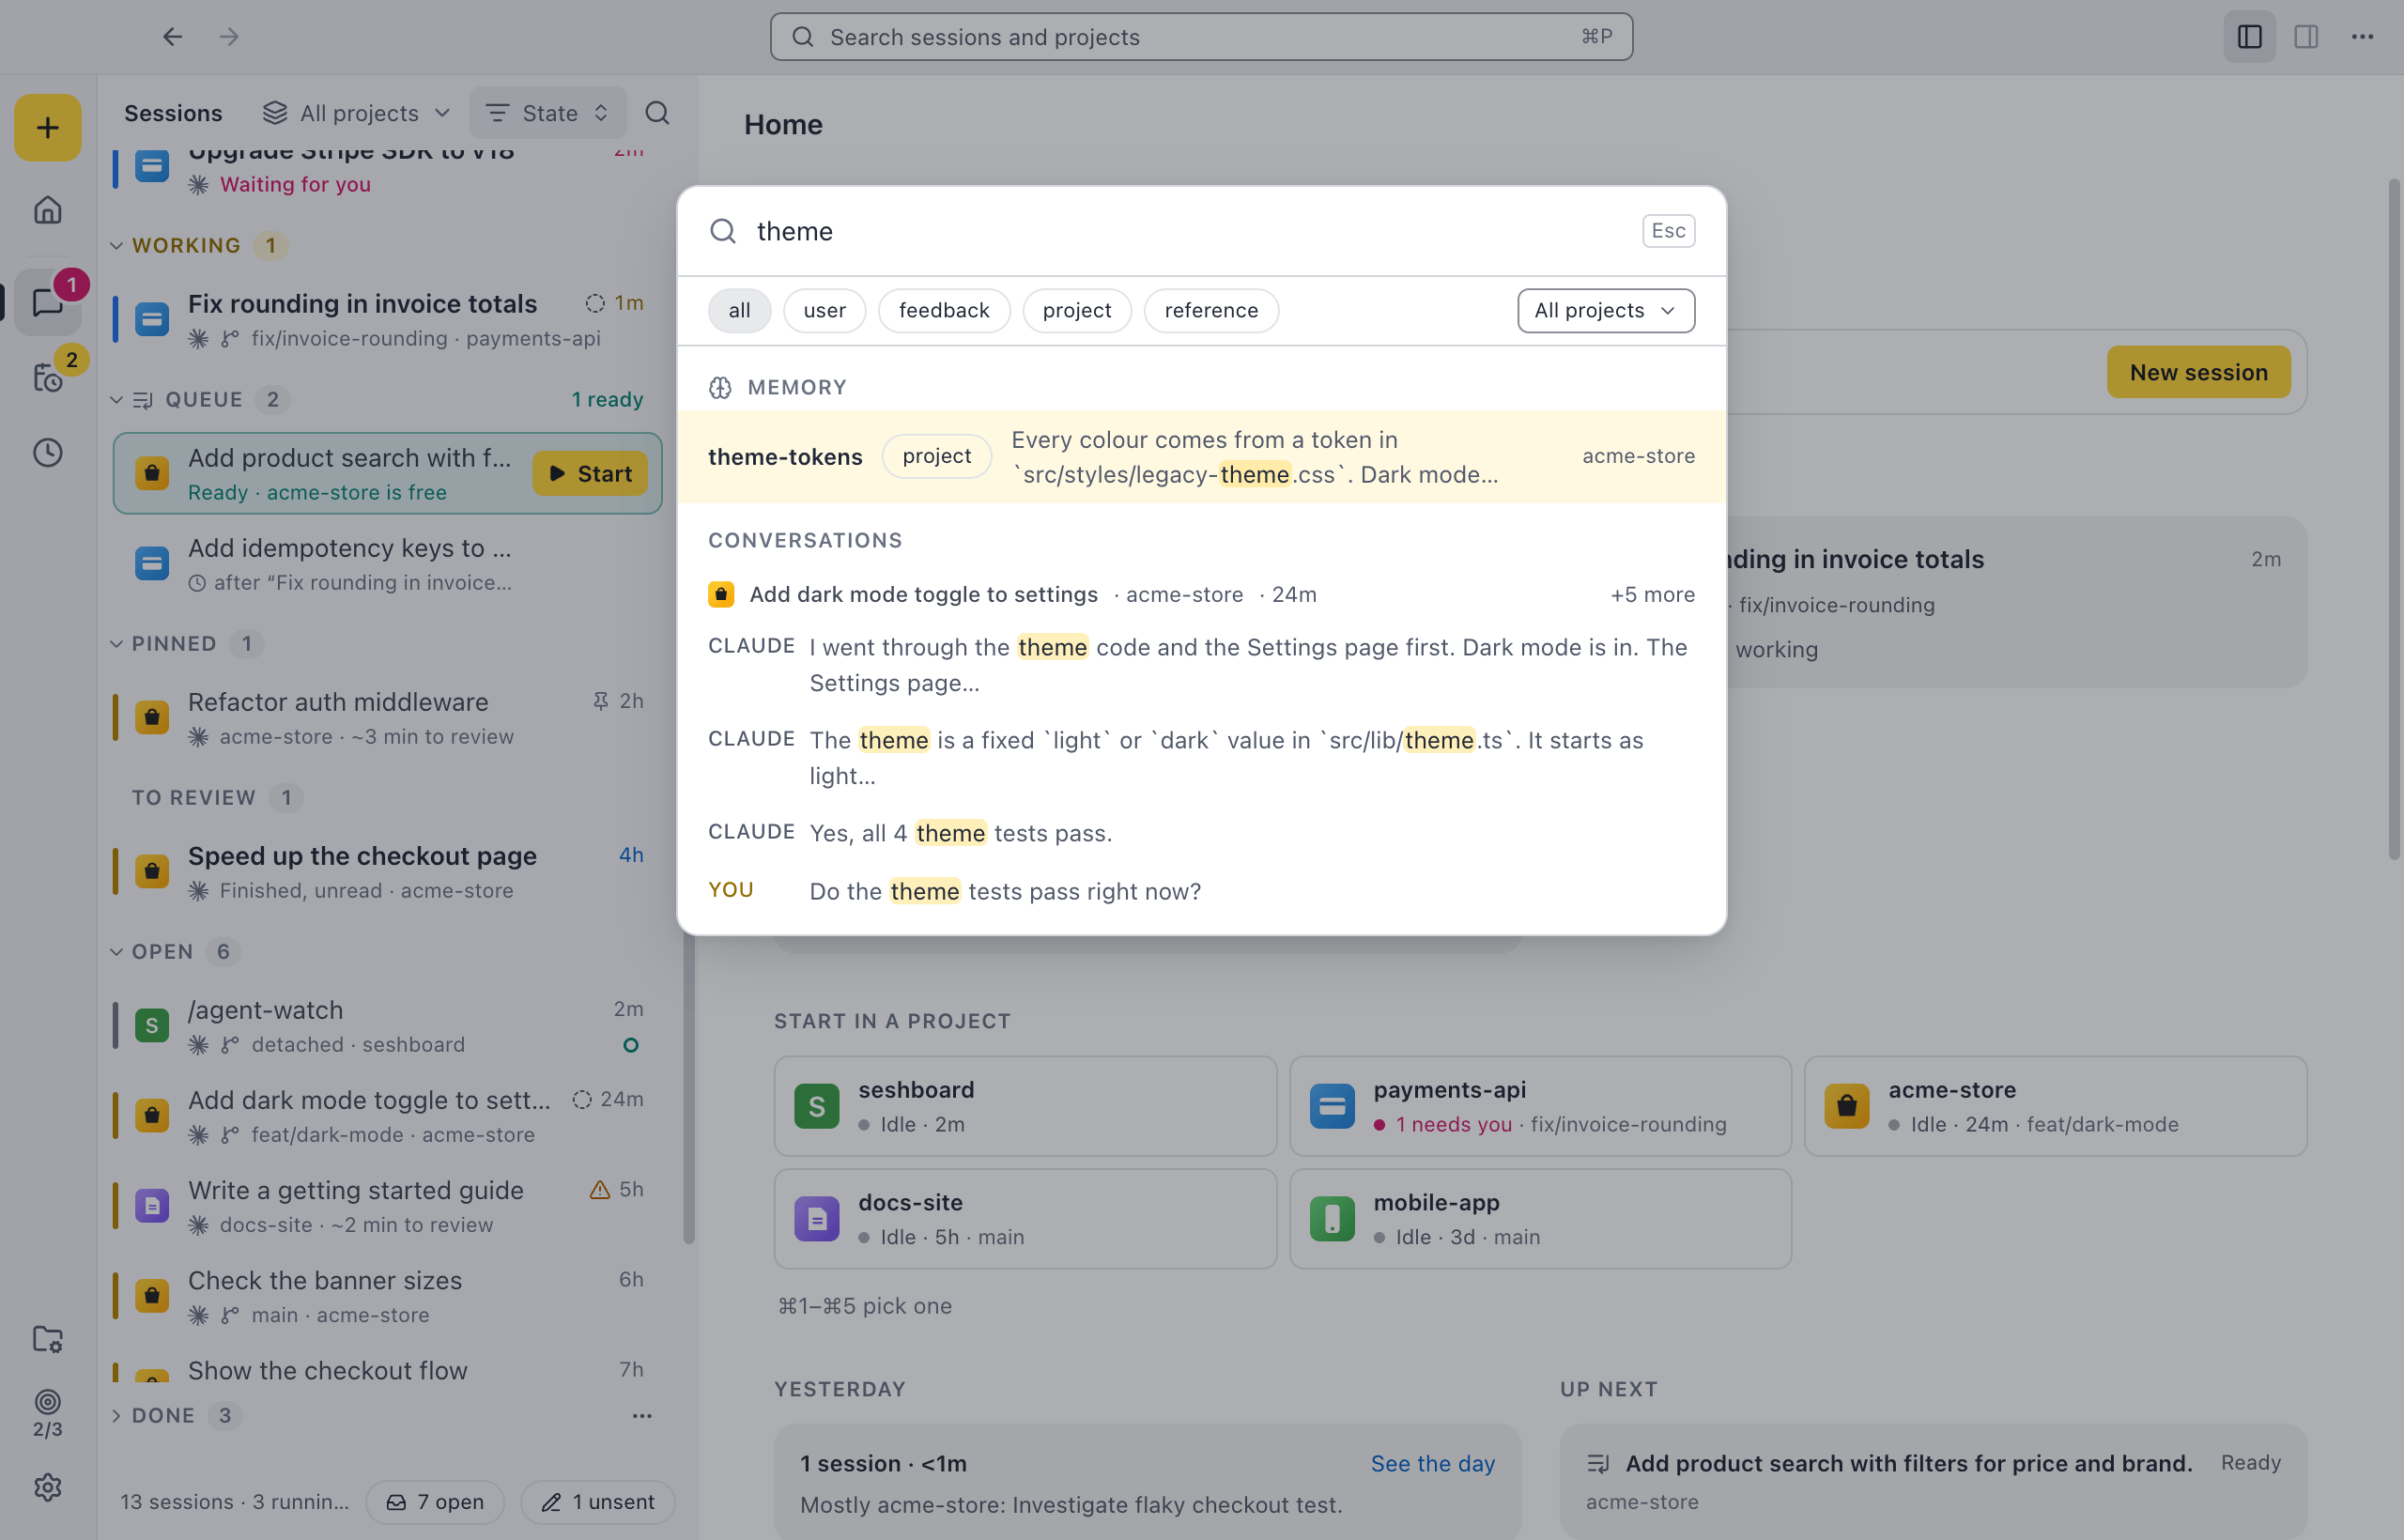 Search sessions and projects
⌘P
Sessions
All projects
State
Upgrade Stripe SDK to v18
2m
Waiting for you
WORKING 1
Fix rounding in invoice totals
1m
fix/invoice-rounding · payments-api
1
2
QUEUE 2
1 ready
Add product search with f...
Ready · acme-store is free
Start
Add idempotency keys to ...
after “Fix rounding in invoice...
PINNED 1
Refactor auth middleware
2h
acme-store · ~3 min to review
TO REVIEW 1
Speed up the checkout page
4h
Finished, unread · acme-store
OPEN 6
S
/agent-watch
2m
detached · seshboard
Add dark mode toggle to sett...
24m
feat/dark-mode · acme-store
Write a getting started guide
5h
docs-site · ~2 min to review
Check the banner sizes
6h
main · acme-store
Show the checkout flow
7h
DONE 3
2/3
13 sessions · 3 runnin...
7 open
1 unsent
Home
theme
Esc
all
user
feedback
project
reference
All projects
MEMORY
theme-tokens
project
Every colour comes from a token in
`src/styles/legacy-theme.css`. Dark mode...
acme-store
CONVERSATIONS
Add dark mode toggle to settings · acme-store · 24m
+5 more
CLAUDE I went through the theme code and the Settings page first. Dark mode is in. The
Settings page...
CLAUDE The theme is a fixed `light` or `dark` value in `src/lib/theme.ts`. It starts as
light...
CLAUDE Yes, all 4 theme tests pass.
YOU Do the theme tests pass right now?
New session
ding in invoice totals
2m
· fix/invoice-rounding
working
START IN A PROJECT
S
seshboard
Idle · 2m
payments-api
1 needs you · fix/invoice-rounding
acme-store
Idle · 24m · feat/dark-mode
docs-site
Idle · 5h · main
mobile-app
Idle · 3d · main
⌘1–⌘5 pick one
YESTERDAY
1 session · <1m
See the day
Mostly acme-store: Investigate flaky checkout test.
UP NEXT
Add product search with filters for price and brand.
Ready
acme-store